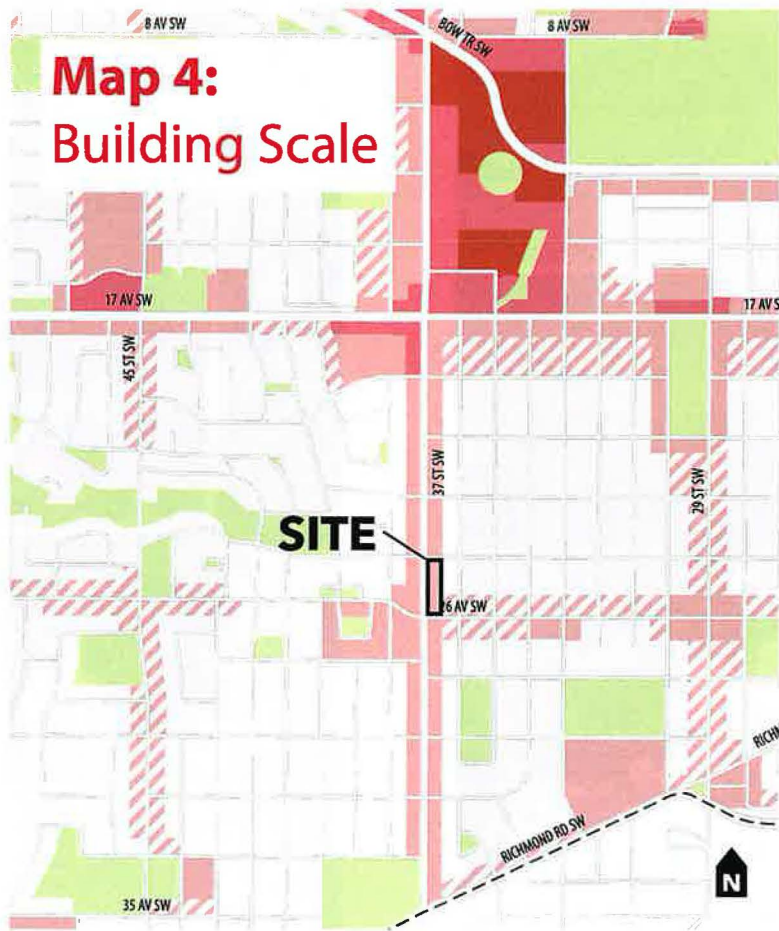 8 AV SW
BOW TR SW
8 AV SW
Map 4:
Building Scale
17 AV SW
17 AV S
45 ST SW
37 ST SW
29 ST SW
SITE
26 AV SW
RICHM
RICHMOND RD SW
N
35 AV SW